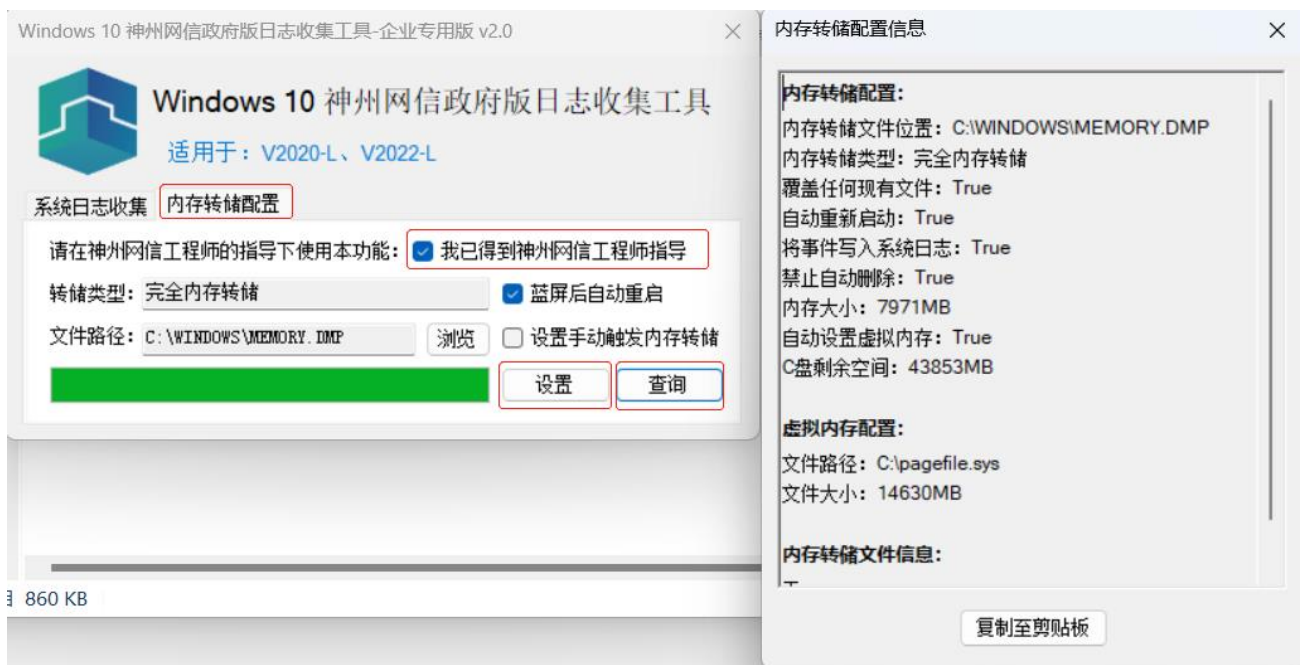 Windows 10 神州网信政府版日志收集工具-企业专用版 v2.0
Windows 10 神州网信政府版日志收集工具
适用于：V2020-L、V2022-L
系统日志收集 内存转储配置
请在神州网信工程师的指导下使用本功能： 我已得到神州网信工程师指导
转储类型： 完全内存转储 蓝屏后自动重启
文件路径： C:\WINDOWS\MEMORY.DMP 浏览 设置手动触发内存转储
设置 查询
860 KB
内存转储配置信息
内存转储配置：
内存转储文件位置：C:\WINDOWS\MEMORY.DMP
内存转储类型：完全内存转储
覆盖任何现有文件：True
自动重新启动：True
将事件写入系统日志：True
禁止自动删除：True
内存大小：7971MB
自动设置虚拟内存：True
C盘剩余空间：43853MB
虚拟内存配置：
文件路径：C:\pagefile.sys
文件大小：14630MB
内存转储文件信息：
复制至剪贴板